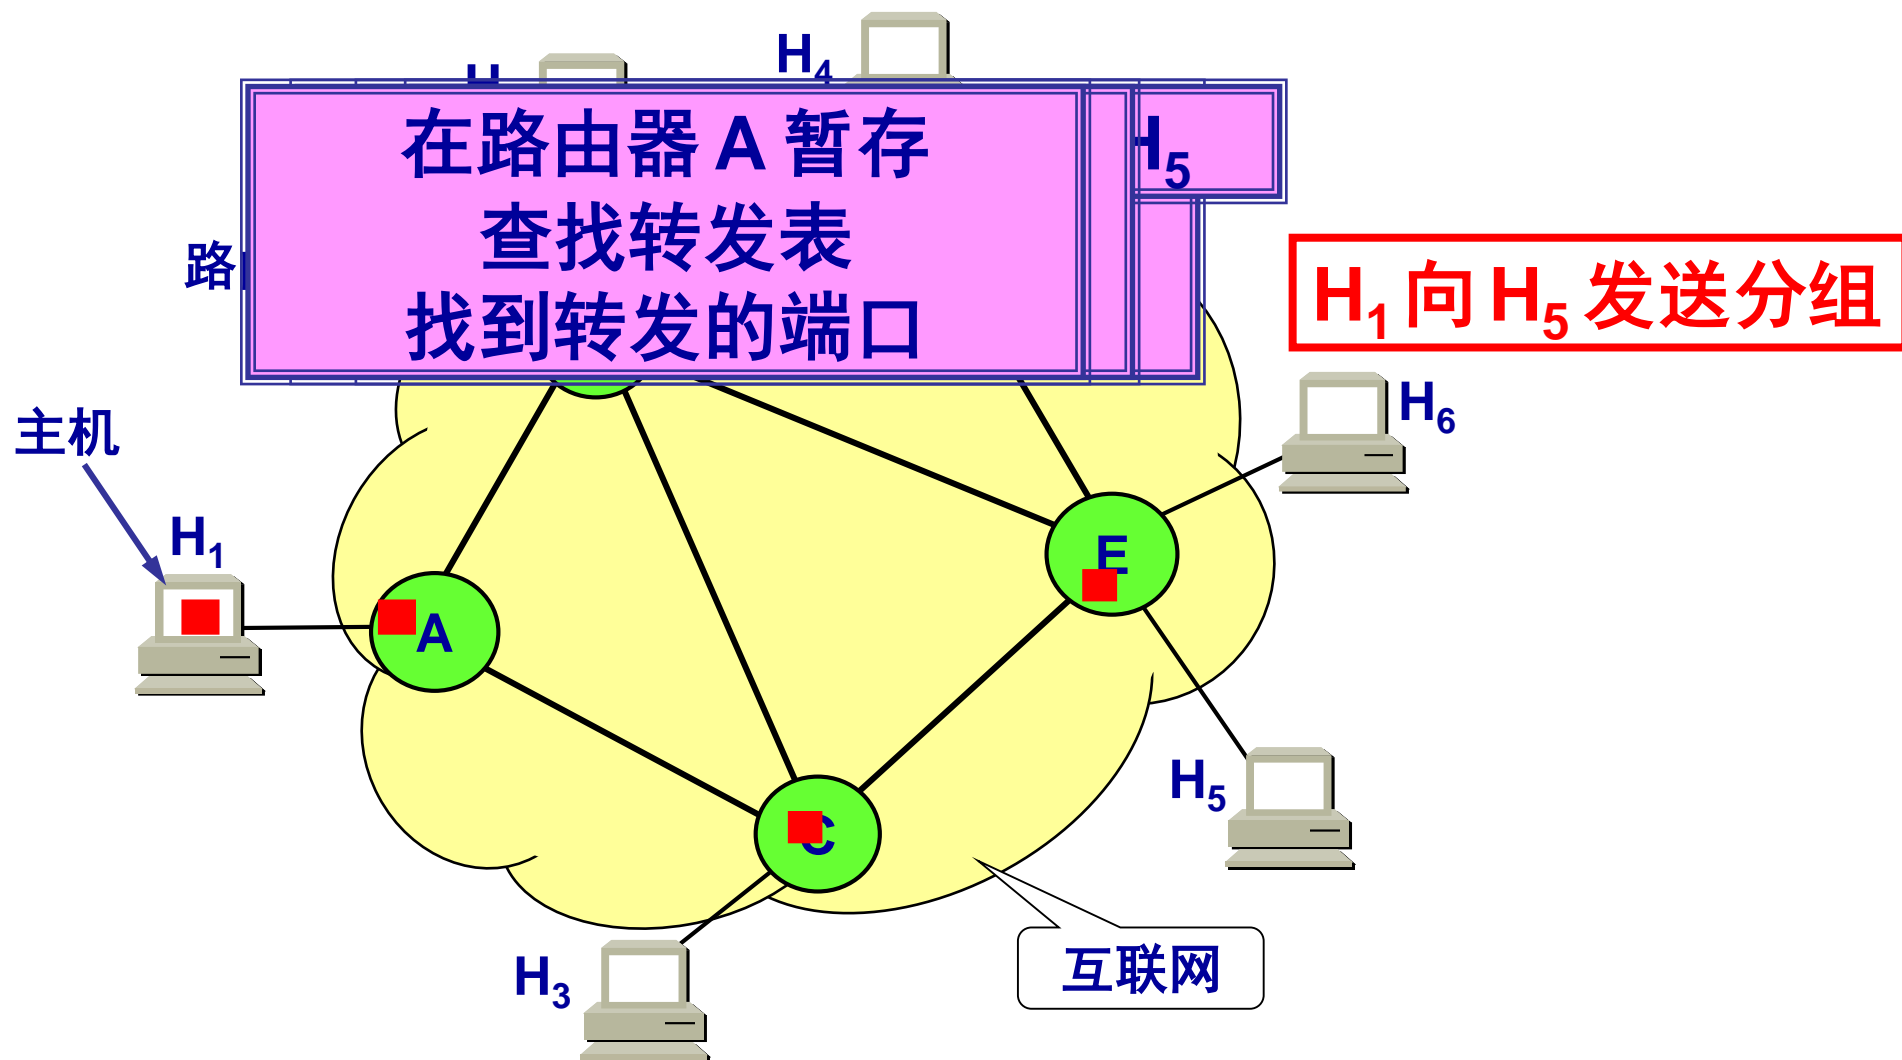 H4
H
在路由器 A 暂存
H5
查找转发表
路
找到转发的端口
H1 向 H5 发送分组
H6
主机
H1
E
A
H5
C
互联网
H3